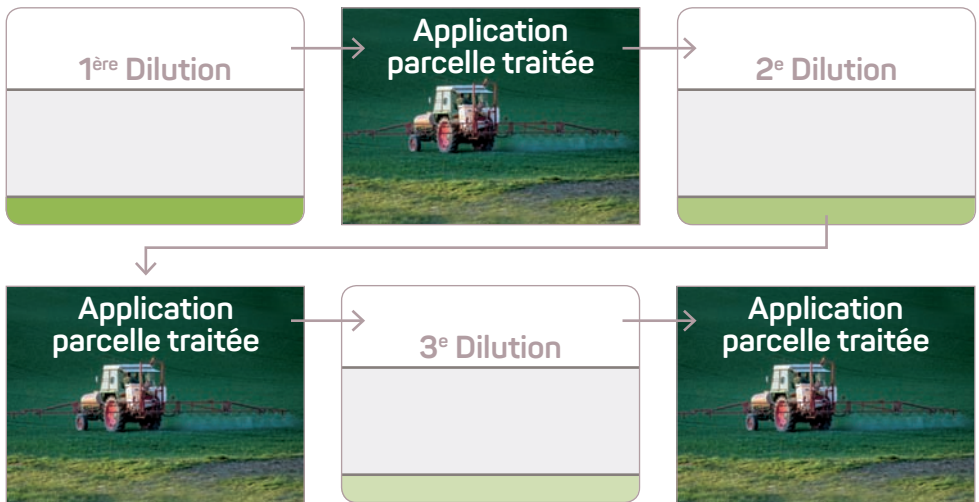 1ère Dilution
Application
parcelle traitée
2e Dilution
Application
parcelle traitée
3e Dilution
Application
parcelle traitée